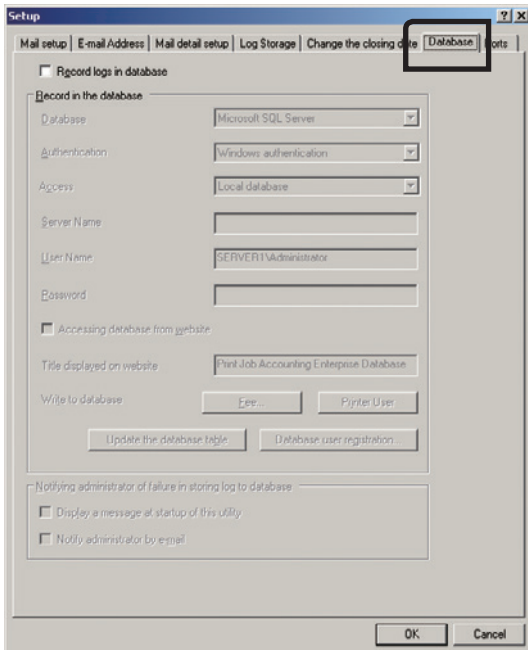 Setup
Mail setup E-mail Address Mail detail setup Log Storage Change the closing date Database Ports
Record logs in database
Record in the database
Database Microsoft SQL Server
Authentication Windows authentication
Access Local database
Server Name
User Name SERVER1\Administrator
Password
Accessing database from website
Title displayed on website Print Job Accounting Enterprise Database
Write to database Fee... Printer User
Update the database table Database user registration...
Notifying administrator of failure in storing log to database
Display a message at startup of this utility
Notify administrator by e-mail
OK Cancel